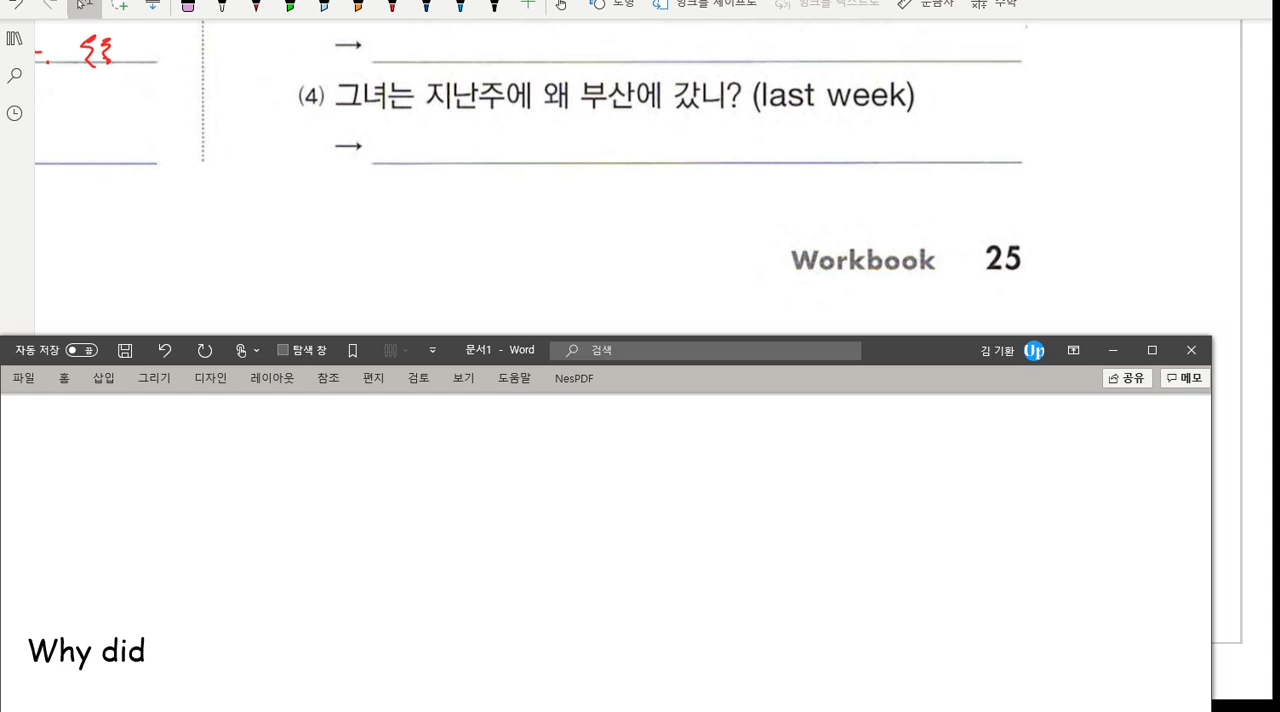 (4) 그녀는 지난주에 왜 부산에 갔니? (last week)
→
Workbook 25
자동 저장 끔 탐색 창 문서1 - Word 검색 김 기환 Up
파일 홈 삽입 그리기 디자인 레이아웃 참조 편지 검토 보기 도움말 NesPDF 공유 메모
Why did